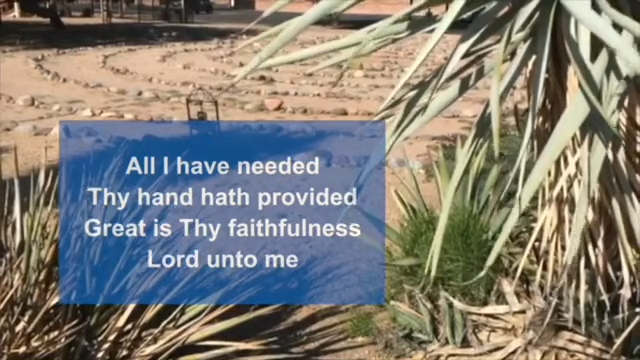 All I have needed
Thy hand hath provided
Great is Thy faithfulness
Lord unto me